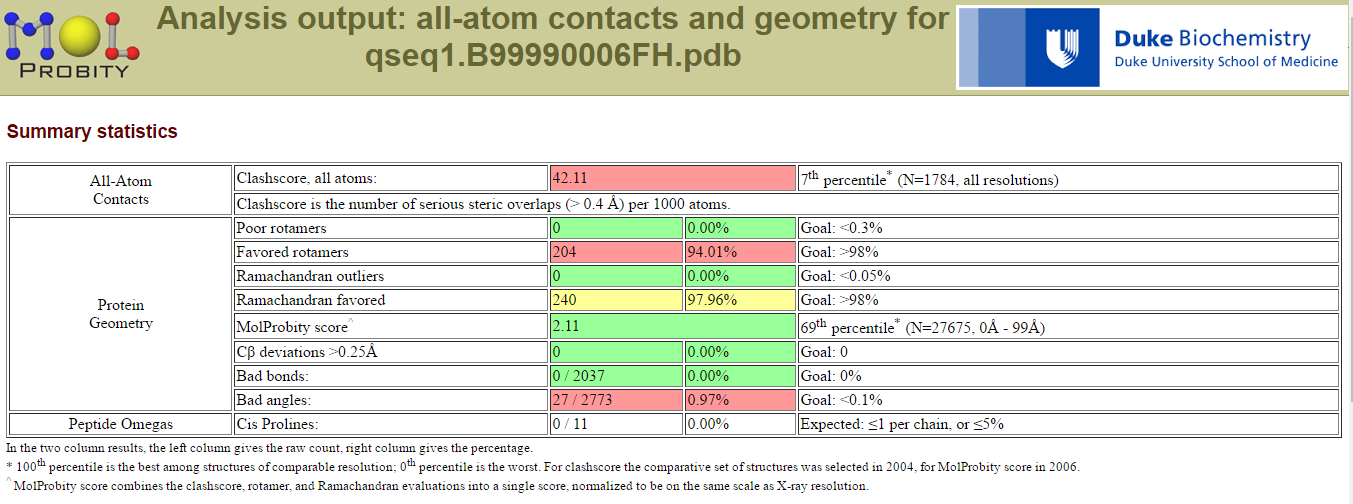 MOL
PROBITY
Analysis output: all-atom contacts and geometry for
qseq1.B99990006FH.pdb
Duke Biochemistry
Duke University School of Medicine
Summary statistics
All-Atom
Contacts
Clashscore, all atoms: 42.11 7th percentile* (N=1784, all resolutions)
Clashscore is the number of serious steric overlaps (> 0.4 Å) per 1000 atoms.
Protein
Geometry
Poor rotamers 0 0.00% Goal: <0.3%
Favored rotamers 204 94.01% Goal: >98%
Ramachandran outliers 0 0.00% Goal: <0.05%
Ramachandran favored 240 97.96% Goal: >98%
MolProbity score^ 2.11 69th percentile* (N=27675, 0Å - 99Å)
Cβ deviations >0.25Å 0 0.00% Goal: 0
Bad bonds: 0 / 2037 0.00% Goal: 0%
Bad angles: 27 / 2773 0.97% Goal: <0.1%
Peptide Omegas Cis Prolines: 0 / 11 0.00% Expected: ≤1 per chain, or ≤5%
In the two column results, the left column gives the raw count, right column gives the percentage.
* 100th percentile is the best among structures of comparable resolution; 0th percentile is the worst. For clashscore the comparative set of structures was selected in 2004, for MolProbity score in 2006.
^ MolProbity score combines the clashscore, rotamer, and Ramachandran evaluations into a single score, normalized to be on the same scale as X-ray resolution.